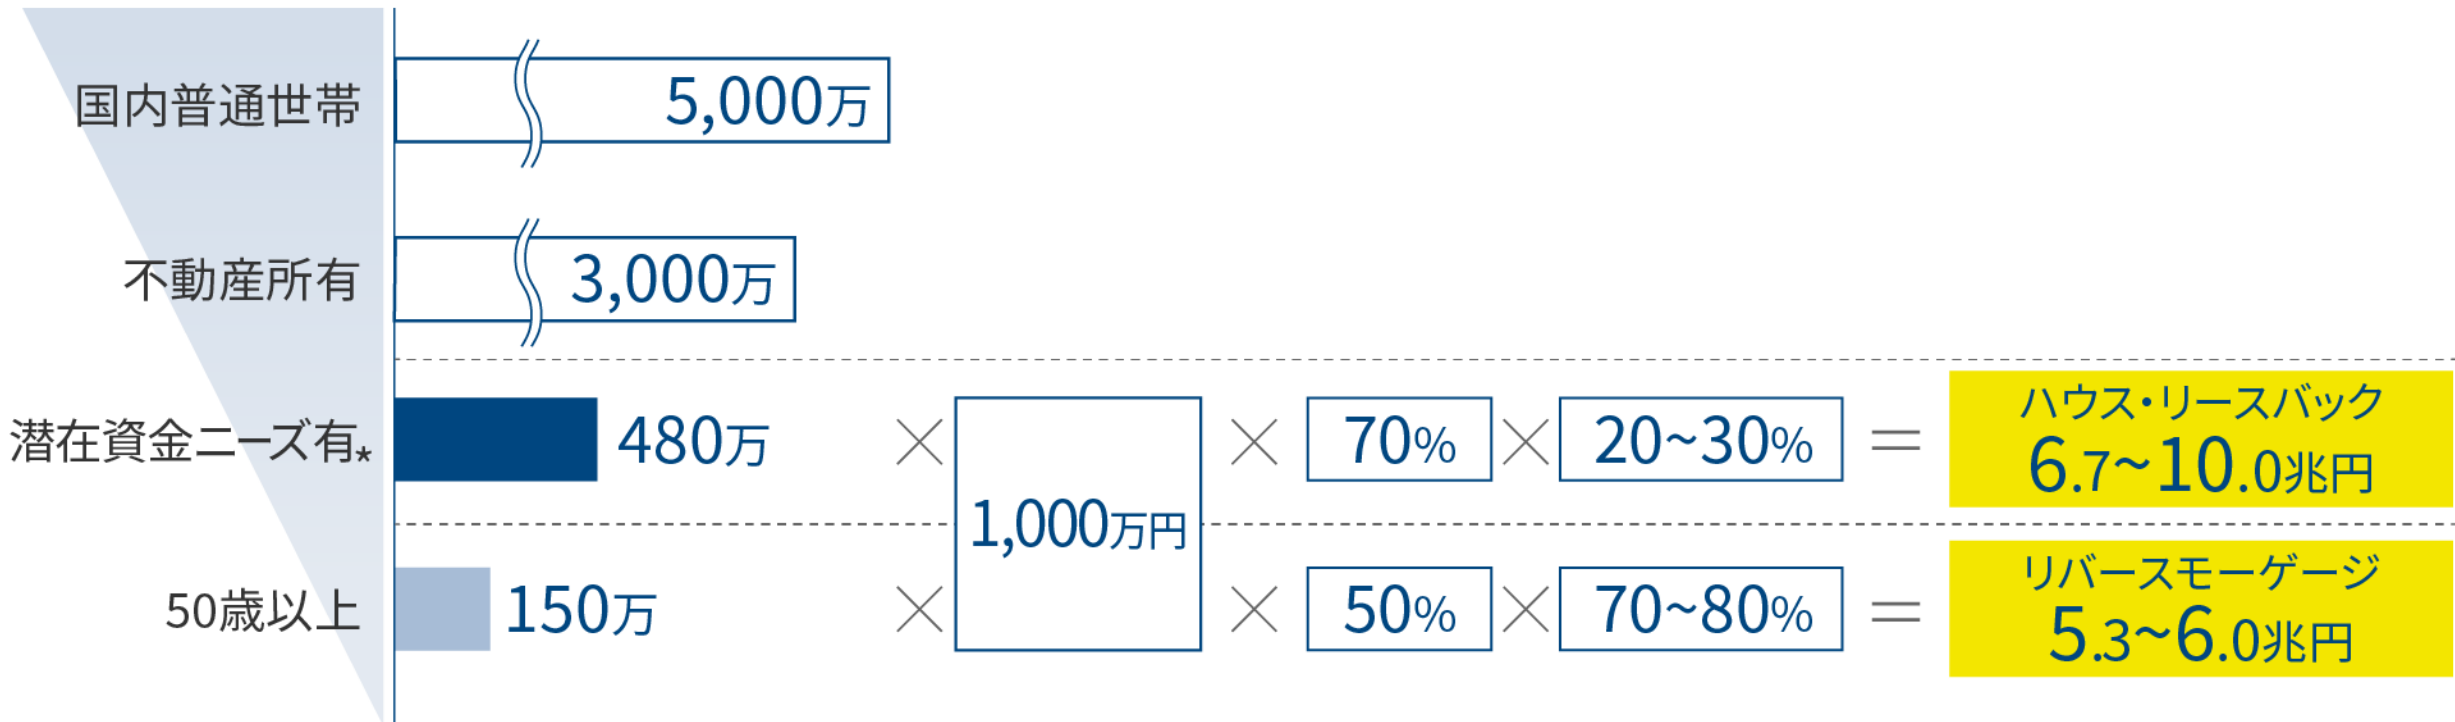 国内普通世帯 5,000万
不動産所有 3,000万
潜在資金ニーズ有* 480万 × 1,000万円 × 70% × 20~30% = ハウス・リースバック
6.7~10.0兆円
50歳以上 150万 × × 50% × 70~80% = リバースモーゲージ
5.3~6.0兆円